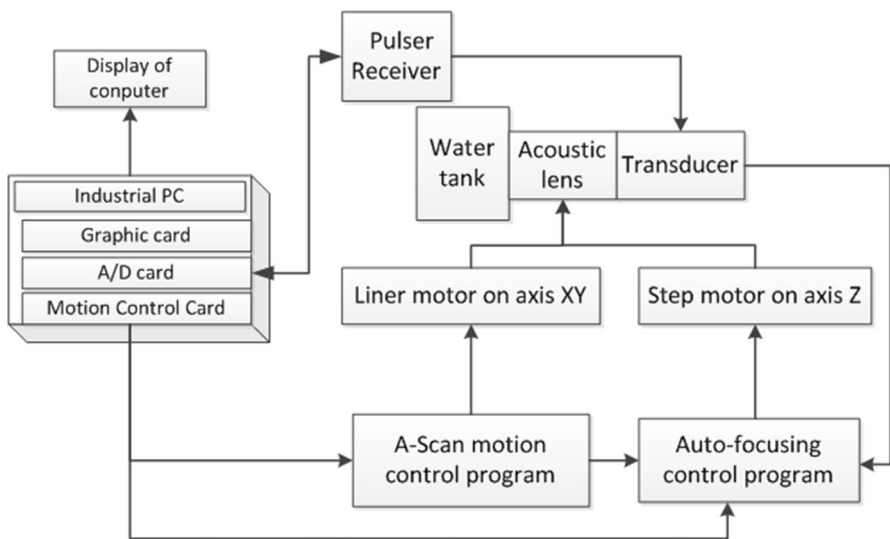 Pulser
Receiver
Display of
conputer
Water
tank
Acoustic
lens
Transducer
Industrial PC
Graphic card
A/D card
Motion Control Card
Liner motor on axis XY
Step motor on axis Z
A-Scan motion
control program
Auto-focusing
control program